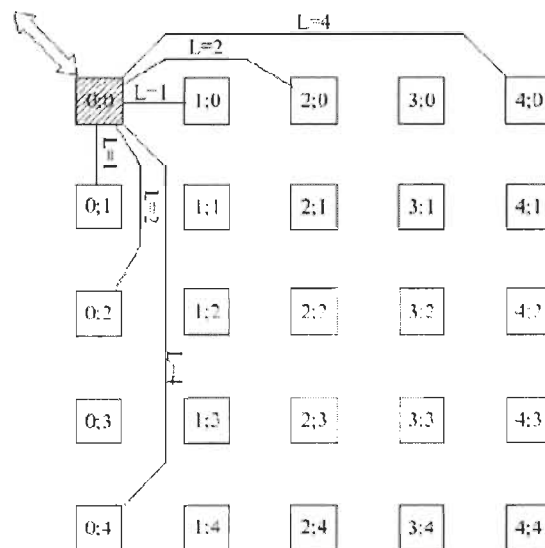 L=4
L=2
0;0 L=1 1;0 2;0 3;0 4;0
L=1
L=2
0;1 1;1 2;1 3;1 4;1
0;2 1;2 2;2 3;2 4;2
L=4
0;3 1;3 2;3 3;3 4;3
0;4 1;4 2;4 3;4 4;4